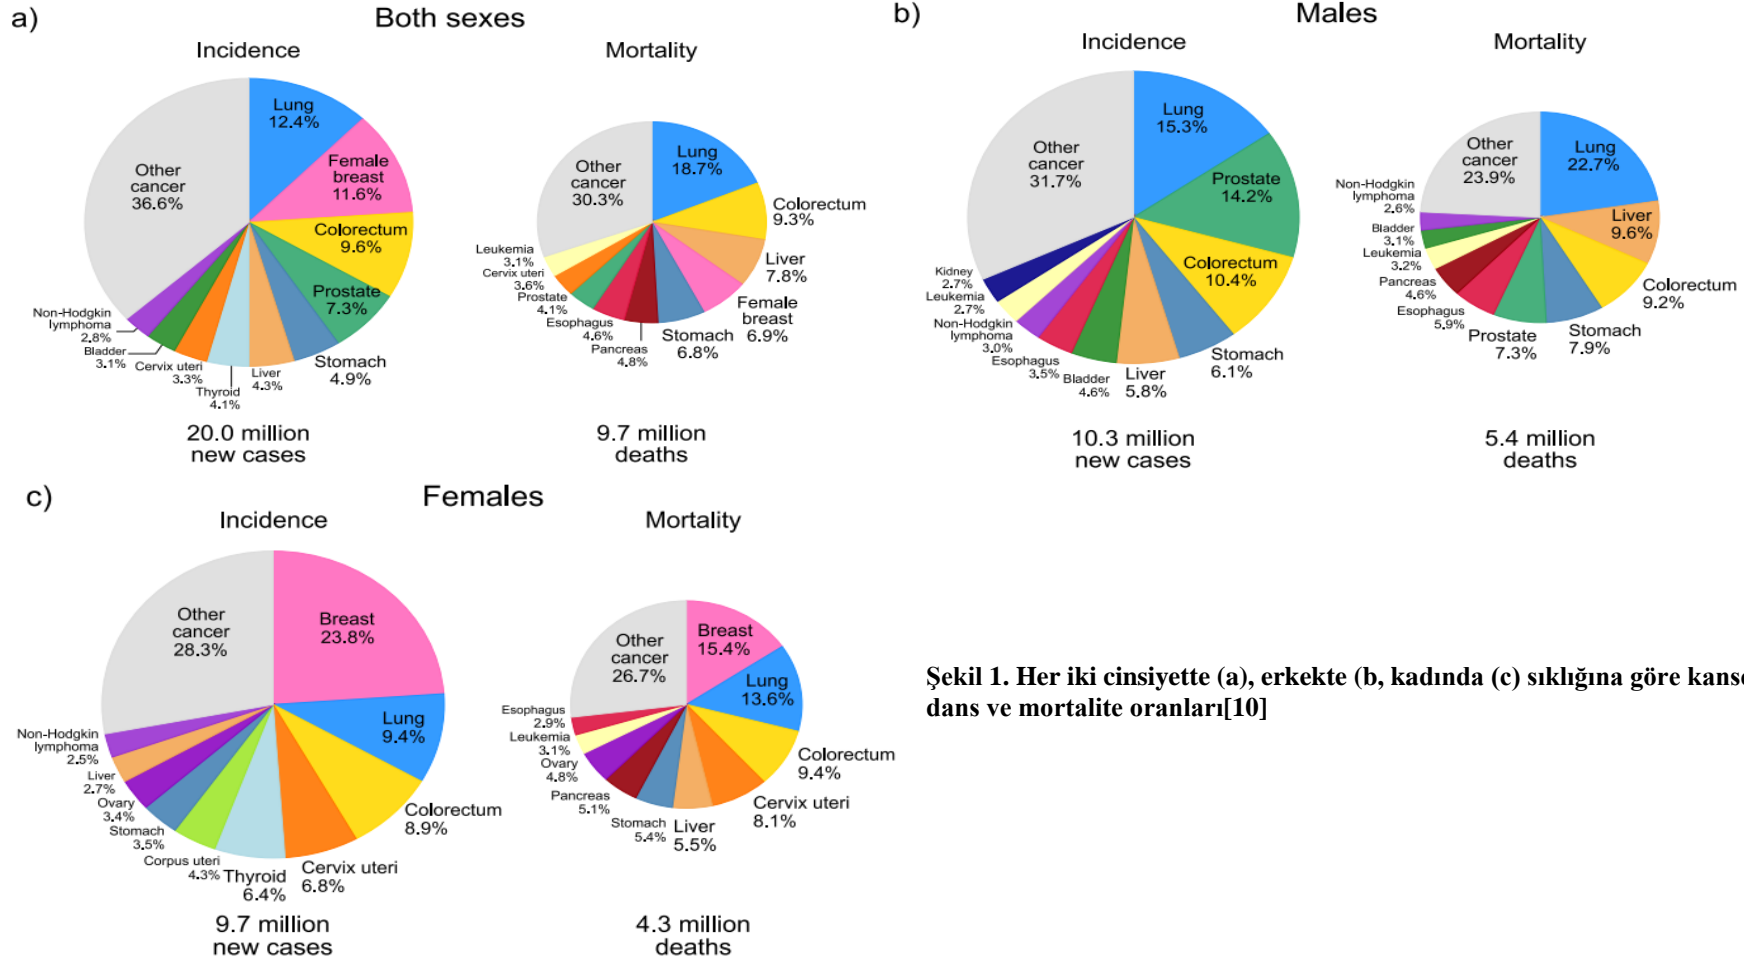 a)
Both sexes
Incidence
Lung
12.4%
Female
breast
11.6%
Colorectum
9.6%
Prostate
7.3%
Stomach
4.9%
Liver
4.3%
Thyroid
4.1%
Cervix uteri
3.3%
Bladder
3.1%
Non-Hodgkin
lymphoma
2.8%
Other
cancer
36.6%
20.0 million
new cases
Mortality
Lung
18.7%
Colorectum
9.3%
Liver
7.8%
Female
breast
6.9%
Stomach
6.8%
Pancreas
4.8%
Esophagus
4.6%
Prostate
4.1%
Cervix uteri
3.6%
Leukemia
3.1%
Other
cancer
30.3%
9.7 million
deaths
b)
Males
Incidence
Lung
15.3%
Prostate
14.2%
Colorectum
10.4%
Stomach
6.1%
Liver
5.8%
Bladder
4.6%
Esophagus
3.5%
Non-Hodgkin
lymphoma
3.0%
Leukemia
2.7%
Kidney
2.7%
Other
cancer
31.7%
10.3 million
new cases
Mortality
Lung
22.7%
Liver
9.6%
Colorectum
9.2%
Stomach
7.9%
Prostate
7.3%
Esophagus
5.9%
Pancreas
4.6%
Leukemia
3.2%
Bladder
3.1%
Non-Hodgkin
lymphoma
2.6%
Other
cancer
23.9%
5.4 million
deaths
c)
Females
Incidence
Breast
23.8%
Lung
9.4%
Colorectum
8.9%
Cervix uteri
6.8%
Thyroid
6.4%
Corpus uteri
4.3%
Stomach
3.5%
Ovary
3.4%
Liver
2.7%
Non-Hodgkin
lymphoma
2.5%
Other
cancer
28.3%
9.7 million
new cases
Mortality
Breast
15.4%
Lung
13.6%
Colorectum
9.4%
Cervix uteri
8.1%
Liver
5.5%
Stomach
5.4%
Pancreas
5.1%
Ovary
4.8%
Leukemia
3.1%
Esophagus
2.9%
Other
cancer
26.7%
4.3 million
deaths
Şekil 1. Her iki cinsiyette (a), erkekte (b, kadında (c) sıklığına göre
dans ve mortalite oranları[10]